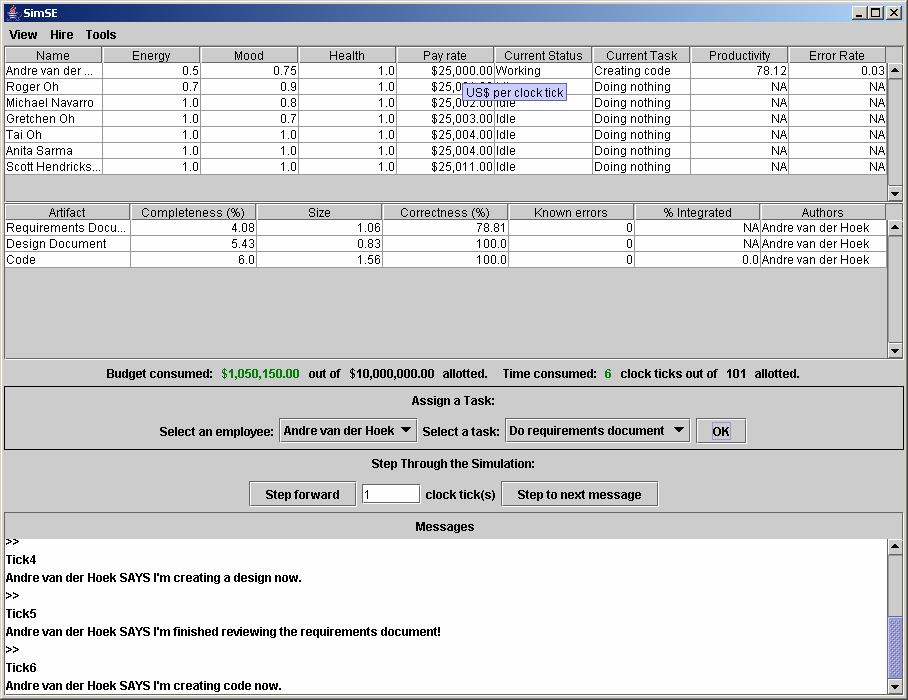 SimSE
View Hire Tools
Name Energy Mood Health Pay rate Current Status Current Task Productivity Error Rate
Andre van der ... 0.5 0.75 1.0 $25,000.00 Working Creating code 78.12 0.03
Roger Oh 0.7 0.9 1.0 Doing nothing NA NA
US$ per clock tick
Michael Navarro 1.0 0.8 1.0 $25,002.00 Idle Doing nothing NA NA
Gretchen Oh 1.0 0.7 1.0 $25,003.00 Idle Doing nothing NA NA
Tai Oh 1.0 1.0 1.0 $25,004.00 Idle Doing nothing NA NA
Anita Sarma 1.0 1.0 1.0 $25,004.00 Idle Doing nothing NA NA
Scott Hendricks... 1.0 1.0 1.0 $25,011.00 Idle Doing nothing NA NA
Artifact Completeness (%) Size Correctness (%) Known errors % Integrated Authors
Requirements Docu... 4.08 1.06 78.81 0 NA Andre van der Hoek
Design Document 5.43 0.83 100.0 0 NA Andre van der Hoek
Code 6.0 1.56 100.0 0 0.0 Andre van der Hoek
Budget consumed: $1,050,150.00 out of $10,000,000.00 allotted. Time consumed: 6 clock ticks out of 101 allotted.
Assign a Task:
Select an employee: Andre van der Hoek Select a task: Do requirements document OK
Step Through the Simulation:
Step forward 1 clock tick(s) Step to next message
Messages
>>
Tick4
Andre van der Hoek SAYS I'm creating a design now.
>>
Tick5
Andre van der Hoek SAYS I'm finished reviewing the requirements document!
>>
Tick6
Andre van der Hoek SAYS I'm creating code now.